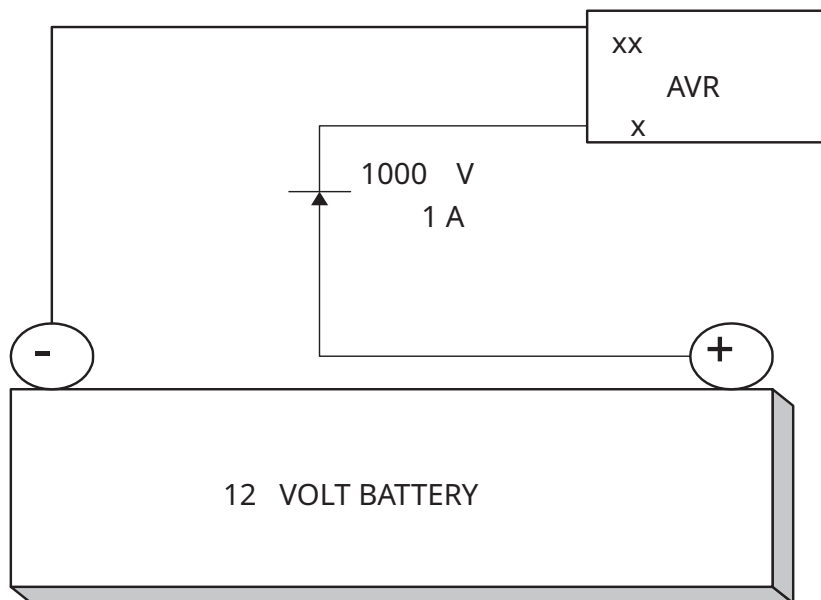 xx
AVR
x
1000 V
1 A
-
+
12 VOLT BATTERY